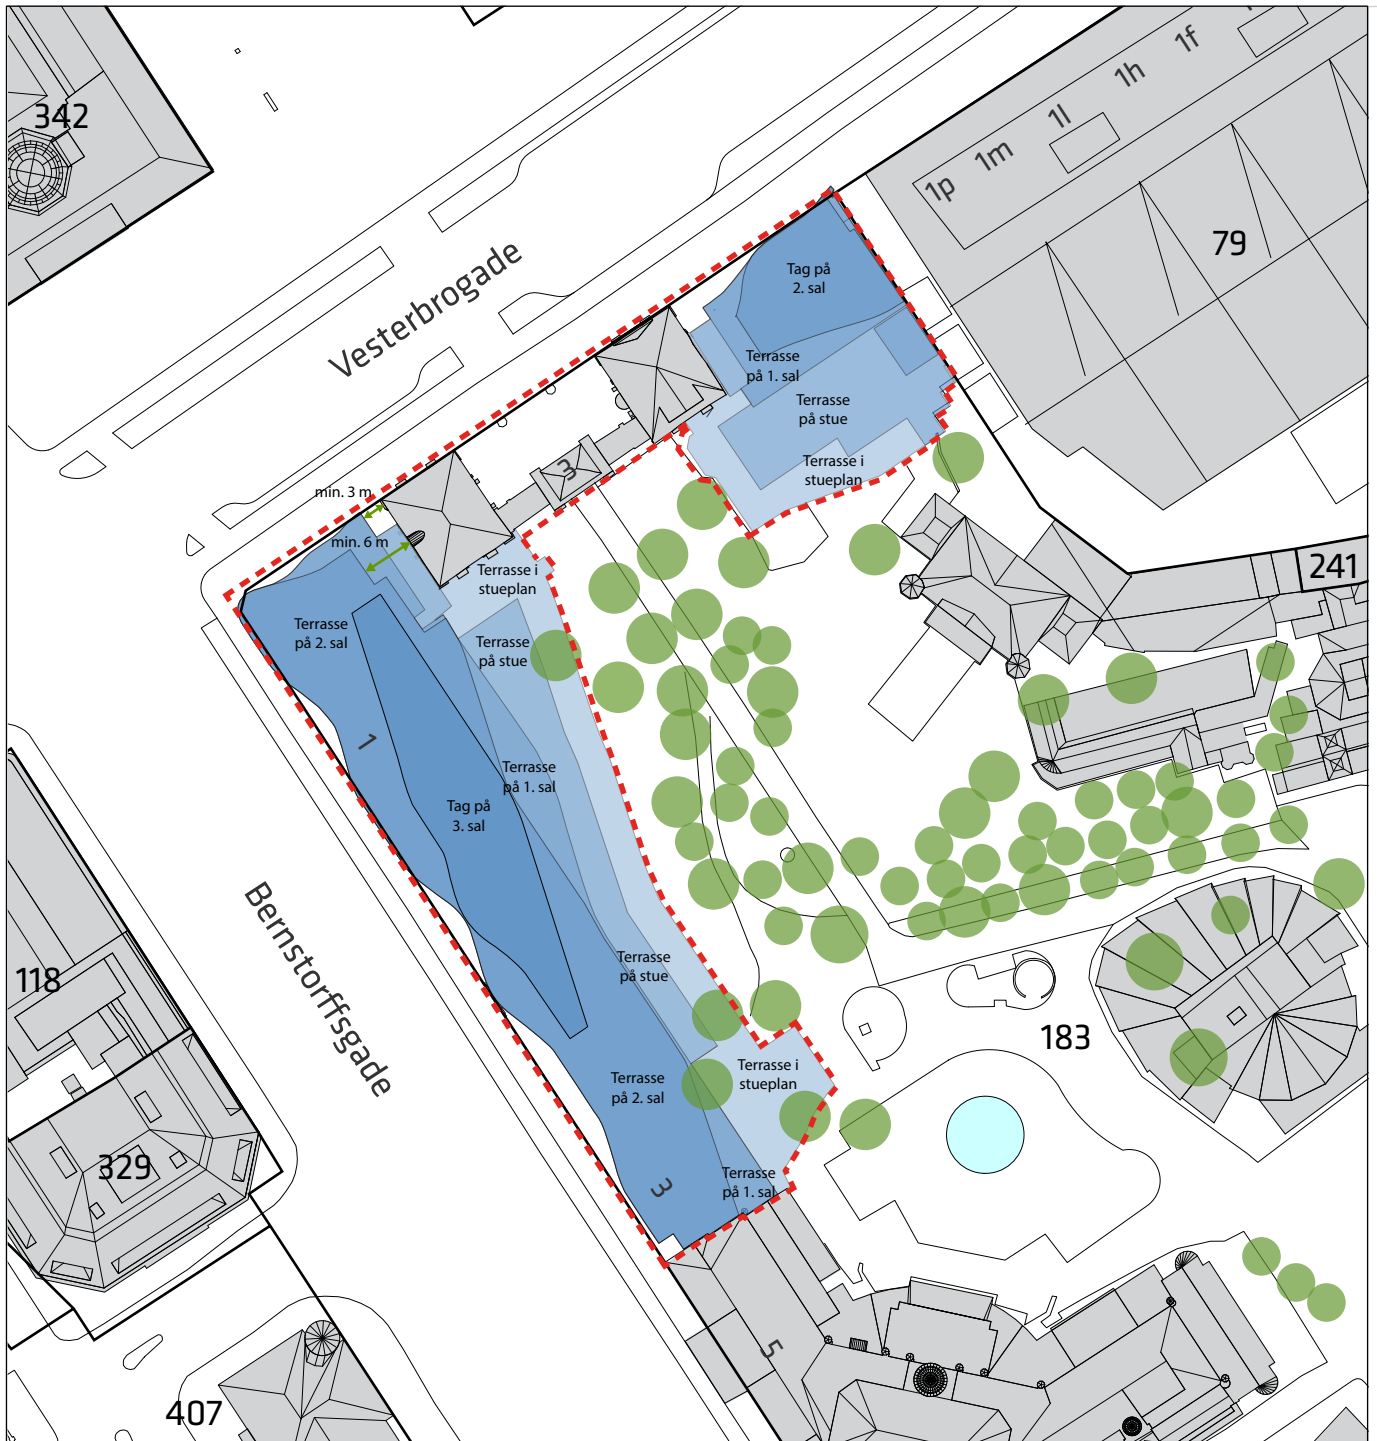 342
1f
1h
1l
1m
1p
79
Vesterbrogade
Tag på
2. sal
Terrasse
på 1. sal
Terrasse
på stue
Terrasse i
stueplan
3
min. 3 m
min. 6 m
Terrasse i
stueplan
241
Terrasse
på 2. sal
Terrasse
på stue
1
Terrasse
på 1. sal
Tag på
3. sal
Bernstorffsgade
118
Terrasse
på stue
183
Terrasse i
stueplan
Terrasse
på 2. sal
329
Terrasse
på 1. sal
3
5
407